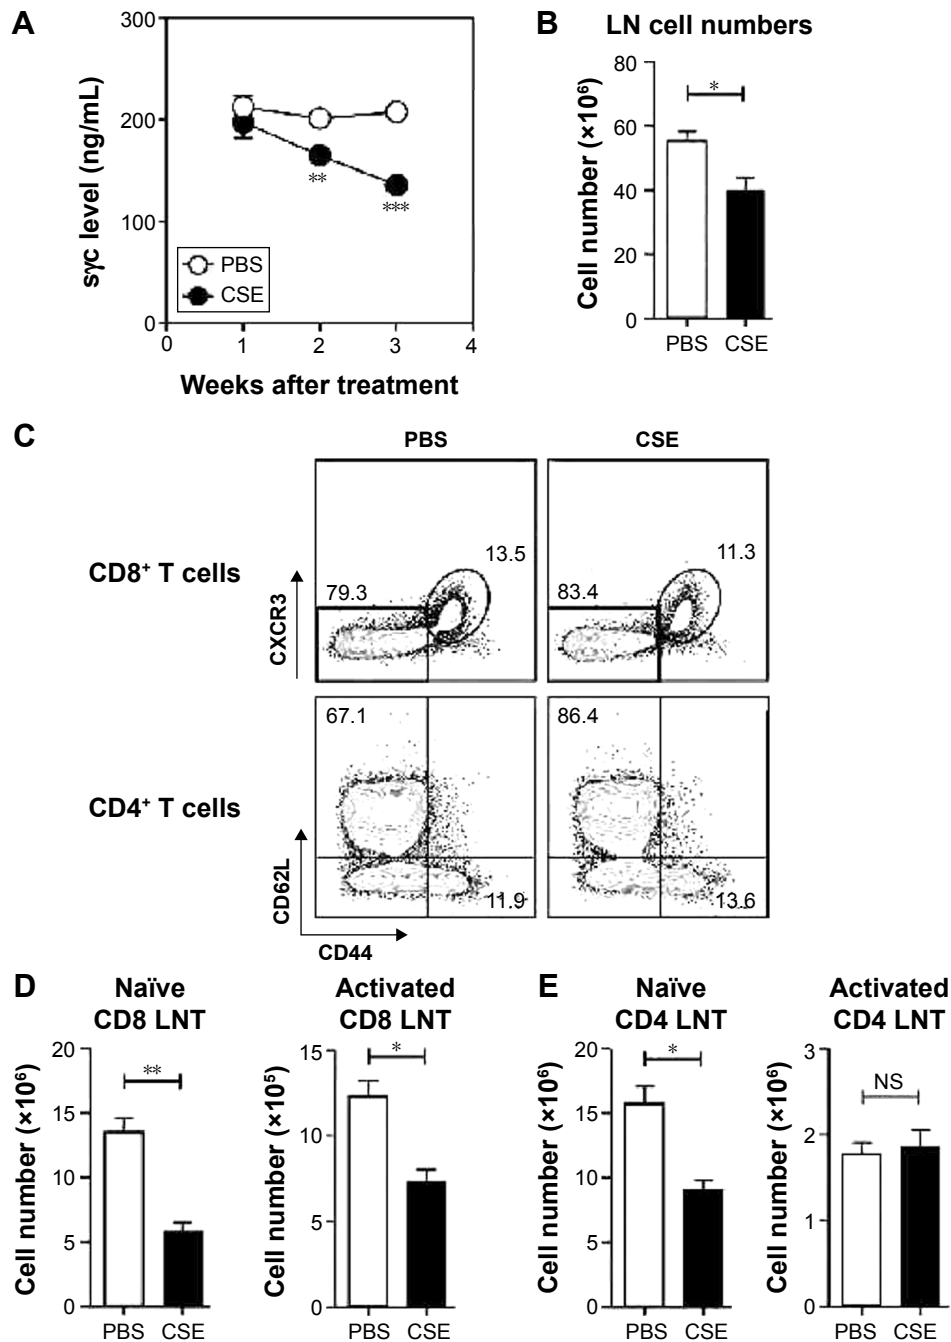 A
300
200
100
0
sγc level (ng/mL)
PBS
CSE
**
***
0 1 2 3 4
Weeks after treatment
B LN cell numbers
80
60
40
20
0
Cell number (×10⁶)
*
PBS CSE
C
PBS CSE
CD8⁺ T cells
CXCR3
79.3 13.5
83.4 11.3
CD4⁺ T cells
CD62L
67.1 11.9
86.4 13.6
CD44
D
Naïve
CD8 LNT
20
15
10
5
0
Cell number (×10⁶)
**
PBS CSE
Activated
CD8 LNT
15
10
5
0
Cell number (×10⁵)
*
PBS CSE
E
Naïve
CD4 LNT
20
15
10
5
0
Cell number (×10⁶)
*
PBS CSE
Activated
CD4 LNT
3
2
1
0
Cell number (×10⁶)
NS
PBS CSE